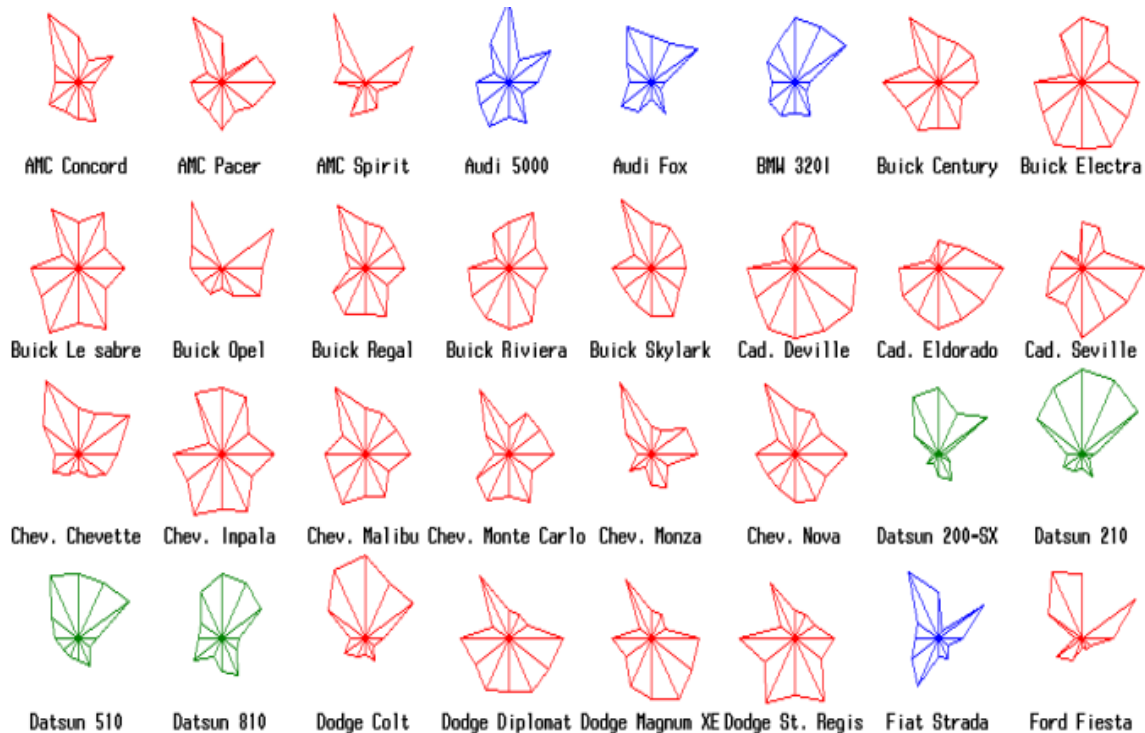 AMC Concord AMC Pacer AMC Spirit Audi 5000 Audi Fox BMW 320I Buick Century Buick Electra
Buick Le sabre Buick Opel Buick Regal Buick Riviera Buick Skylark Cad. Deville Cad. Eldorado Cad. Seville
Chev. Chevette Chev. Inpala Chev. Malibu Chev. Monte Carlo Chev. Monza Chev. Nova Datsun 200-SX Datsun 210
Datsun 510 Datsun 810 Dodge Colt Dodge Diplomat Dodge Magnum XE Dodge St. Regis Fiat Strada Ford Fiesta